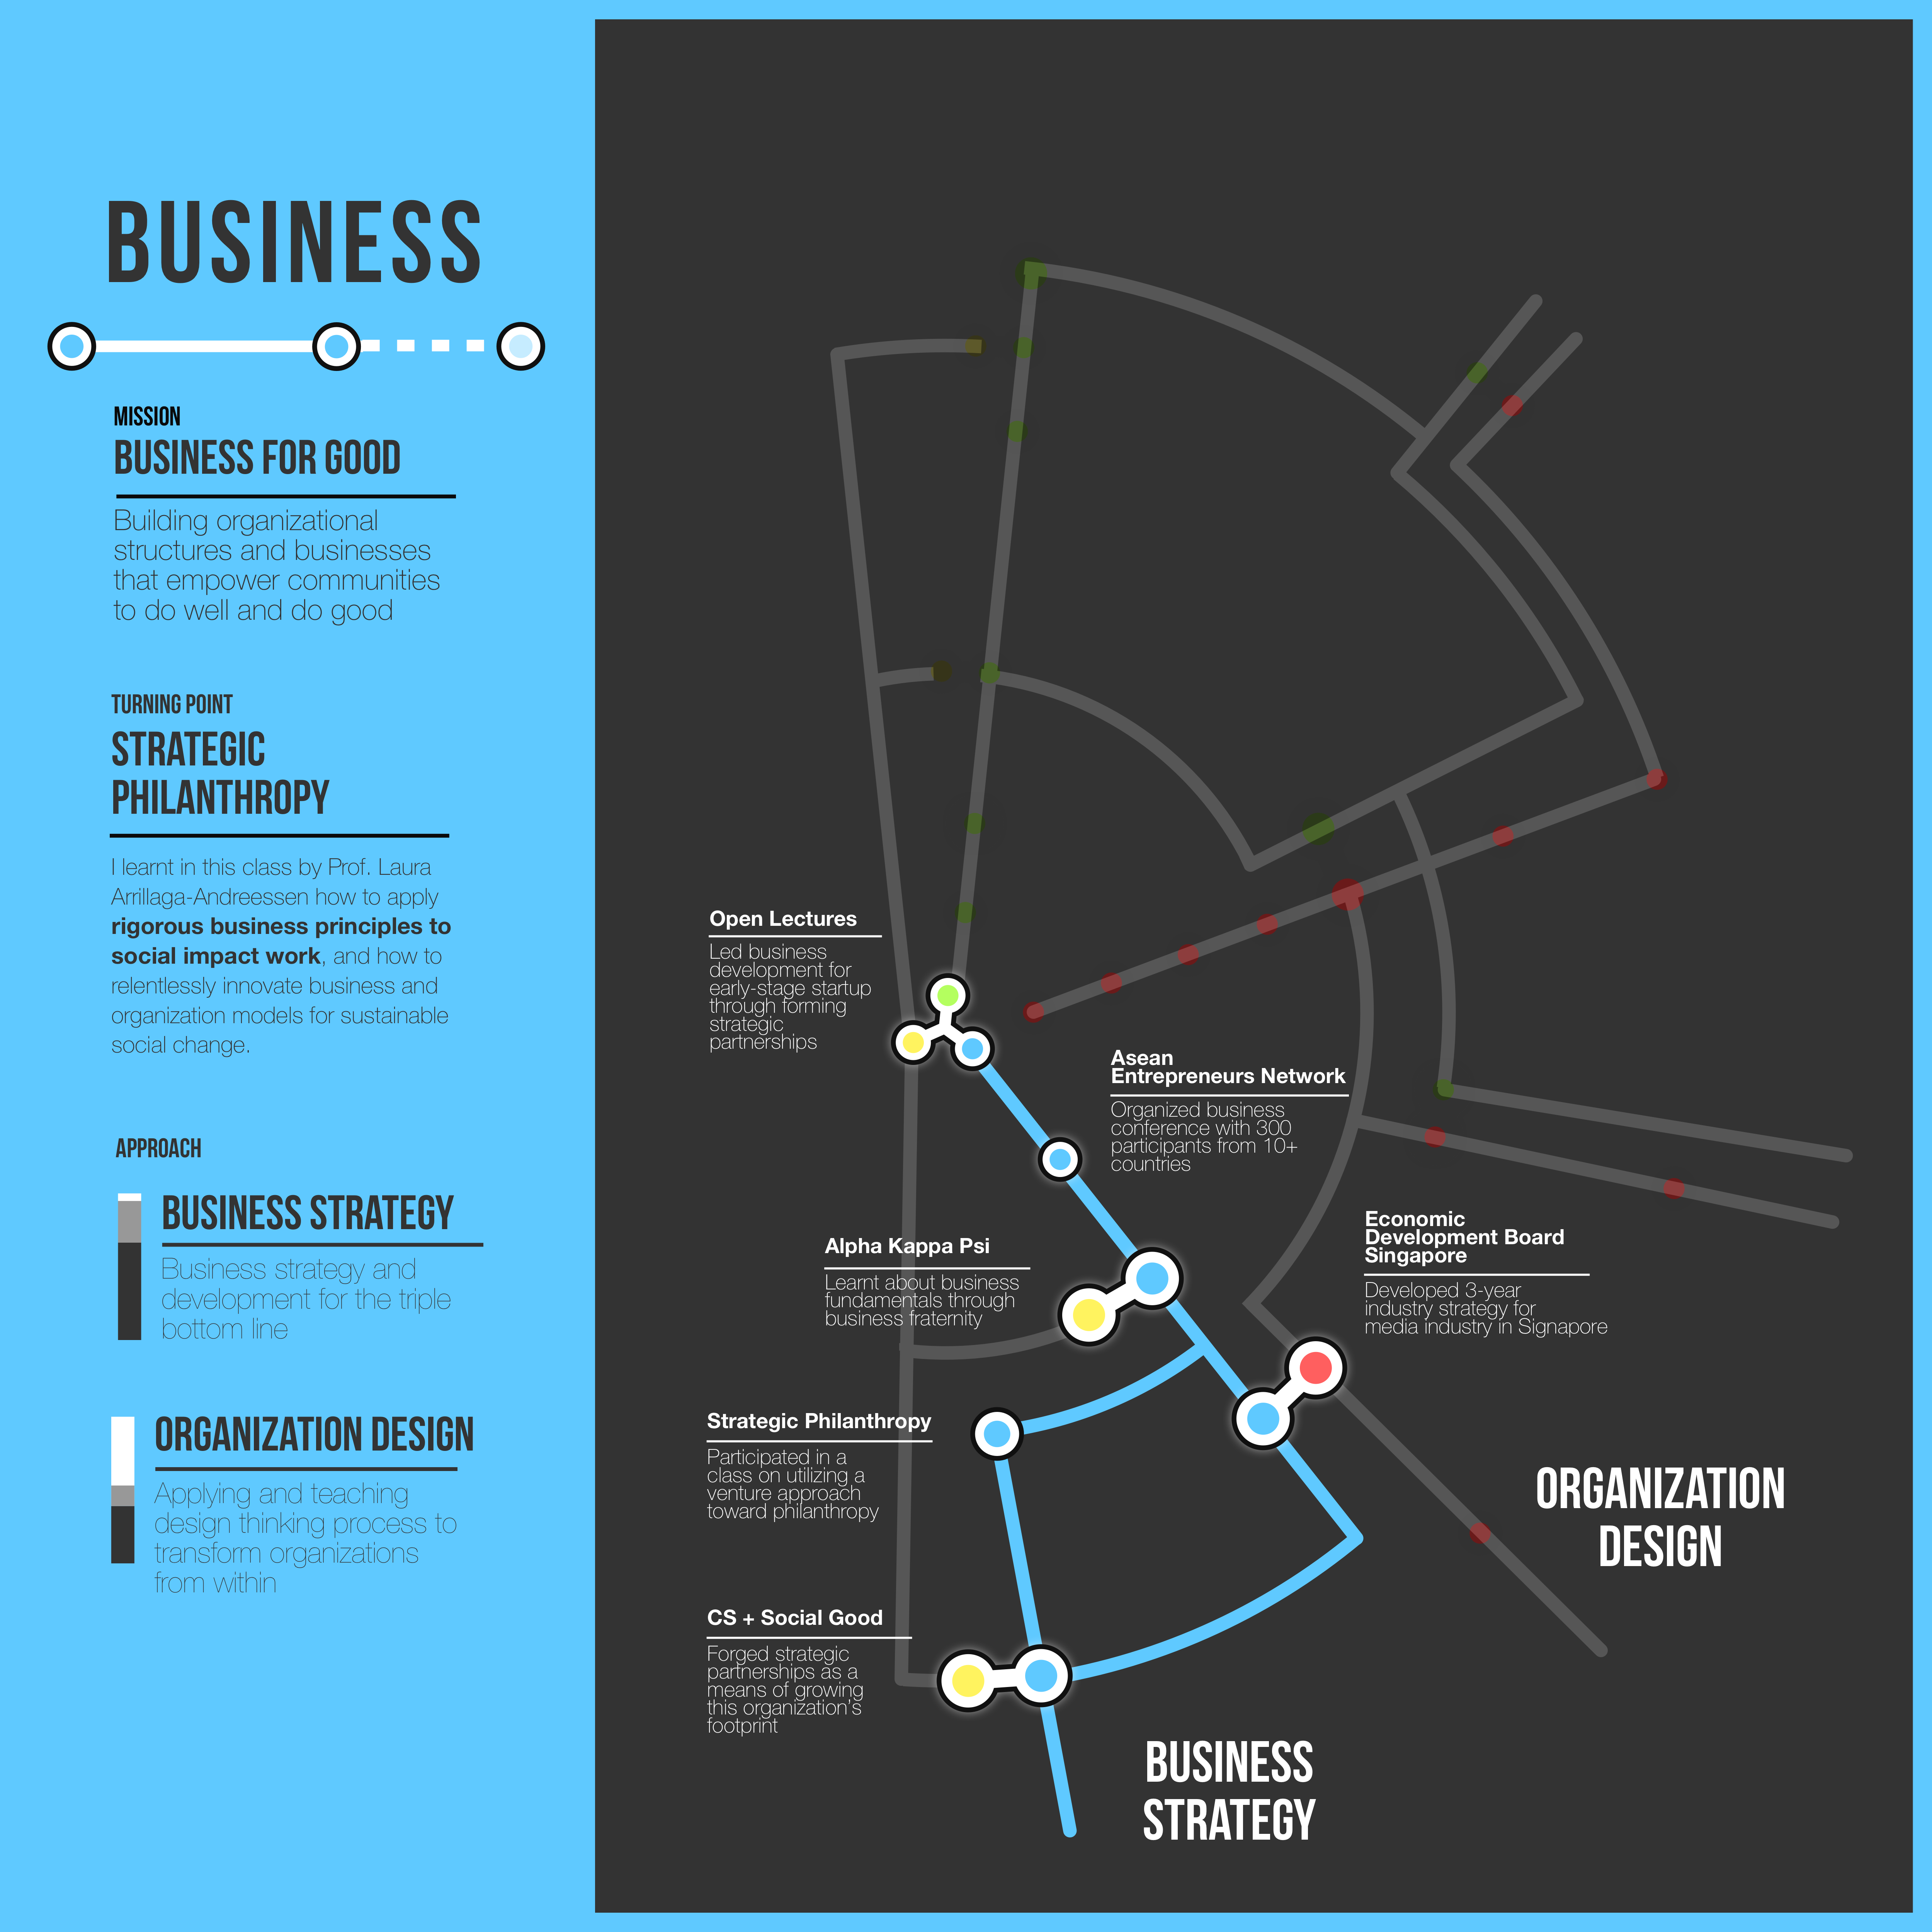 BUSINESS
MISSION
BUSINESS FOR GOOD
Building organizational
structures and businesses
that empower communities
to do well and do good
TURNING POINT
STRATEGIC
PHILANTHROPY
I learnt in this class by Prof. Laura
Arrillaga-Andreessen how to apply
rigorous business principles to
social impact work, and how to
relentlessly innovate business and
organization models for sustainable
social change.
APPROACH
BUSINESS STRATEGY
Business strategy and
development for the triple
bottom line
ORGANIZATION DESIGN
Applying and teaching
design thinking process to
transform organizations
from within
Open Lectures
Led business
development for
early-stage startup
through forming
strategic
partnerships
Asean
Entrepreneurs Network
Organized business
conference with 300
participants from 10+
countries
Alpha Kappa Psi
Learnt about business
fundamentals through
business fraternity
Economic
Development Board
Singapore
Developed 3-year
industry strategy for
media industry in Signapore
Strategic Philanthropy
Participated in a
class on utilizing a
venture approach
toward philanthropy
ORGANIZATION
DESIGN
CS + Social Good
Forged strategic
partnerships as a
means of growing
this organization's
footprint
BUSINESS
STRATEGY